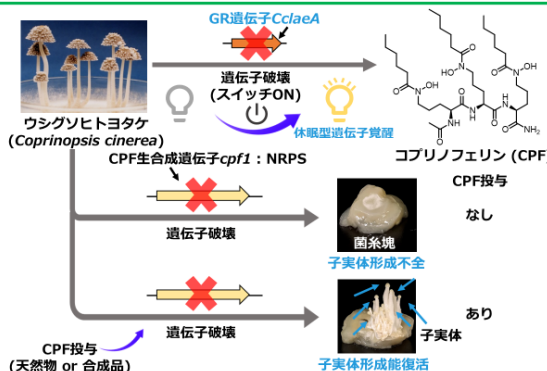 GR遺伝子CclaeA
遺伝子破壊
(スイッチON)
休眠型遺伝子覚醒
ウシグソヒトヨタケ
(Coprinopsis cinerea)
OH
HO
OH
NH2
コプリノフェリン (CPF)
CPF生合成遺伝子cpf1：NRPS
CPF投与
遺伝子破壊
菌糸塊
なし
子実体形成不全
遺伝子破壊
あり
子実体
CPF投与
(天然物 or 合成品)
子実体形成能復活